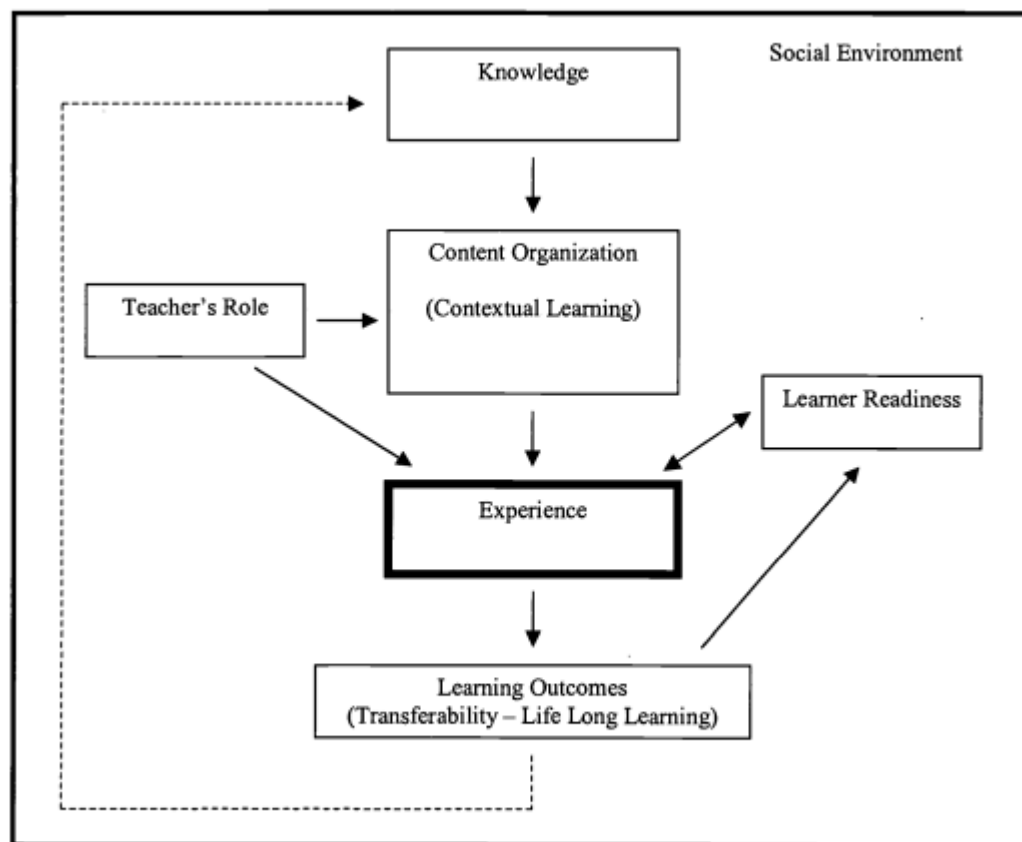 Social Environment
Knowledge
Content Organization
(Contextual Learning)
Teacher's Role
Learner Readiness
Experience
Learning Outcomes
(Transferability – Life Long Learning)